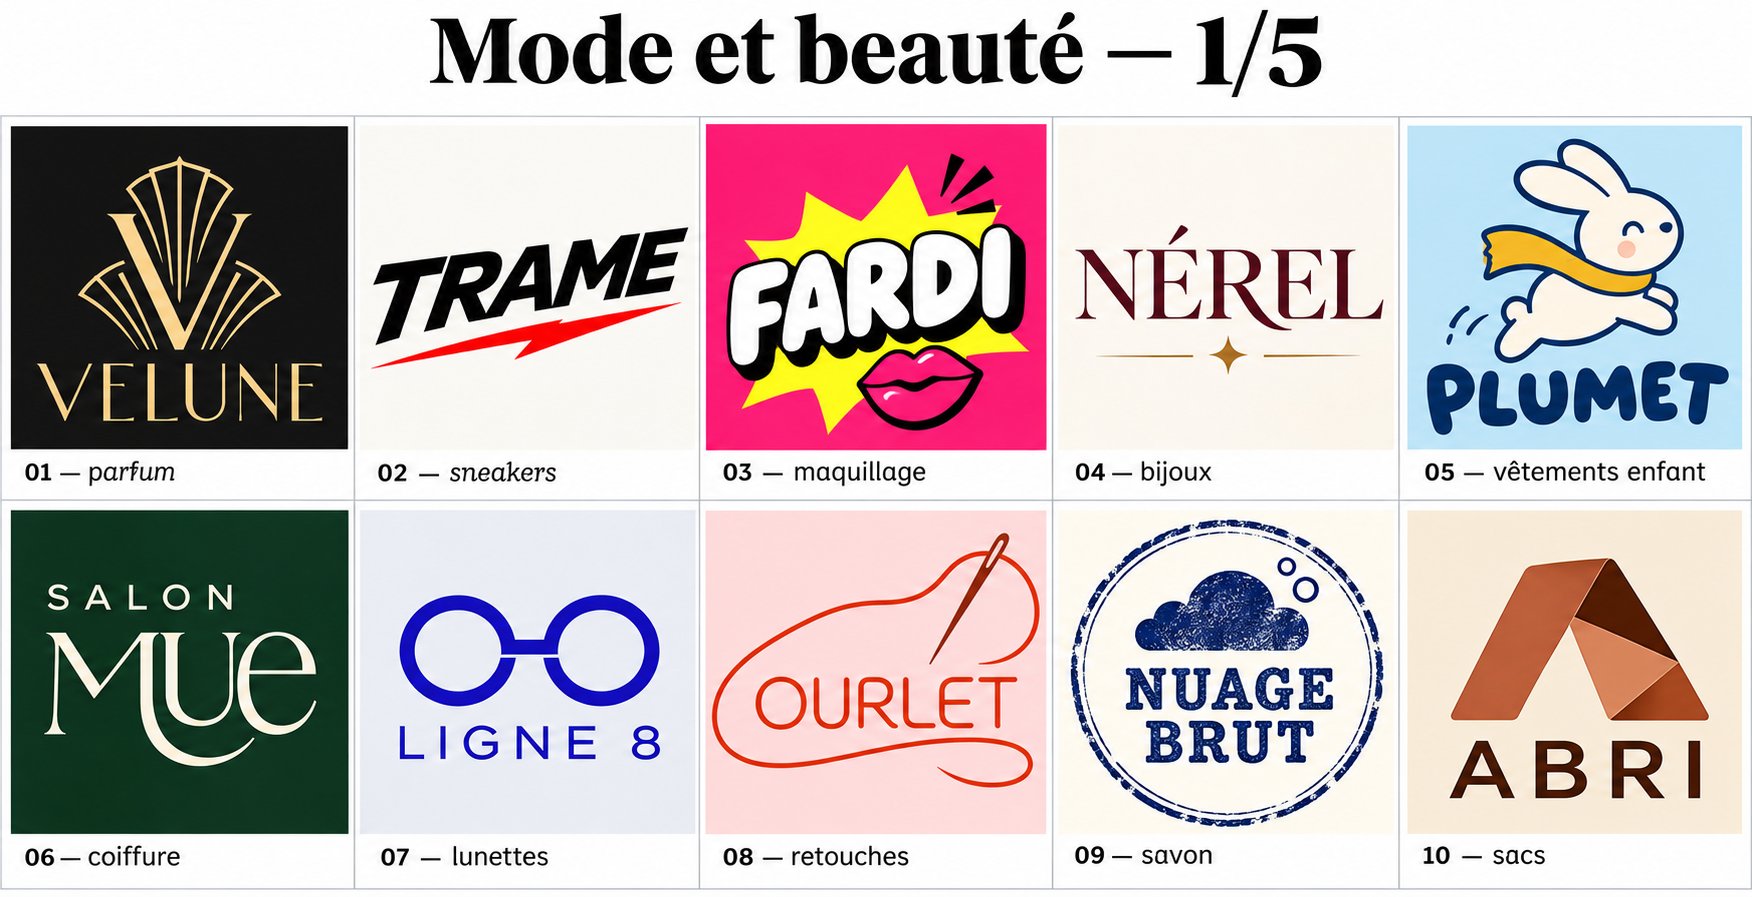 Mode et beauté — 1/5
VELUNE
01 — parfum
TRAME
02 — sneakers
FARDI
03 — maquillage
NÉREL
04 — bijoux
PLUMET
05 — vêtements enfant
SALON
MUe
06 — coiffure
LIGNE 8
07 — lunettes
OURLET
08 — retouches
NUAGE
BRUT
09 — savon
ABRI
10 — sacs